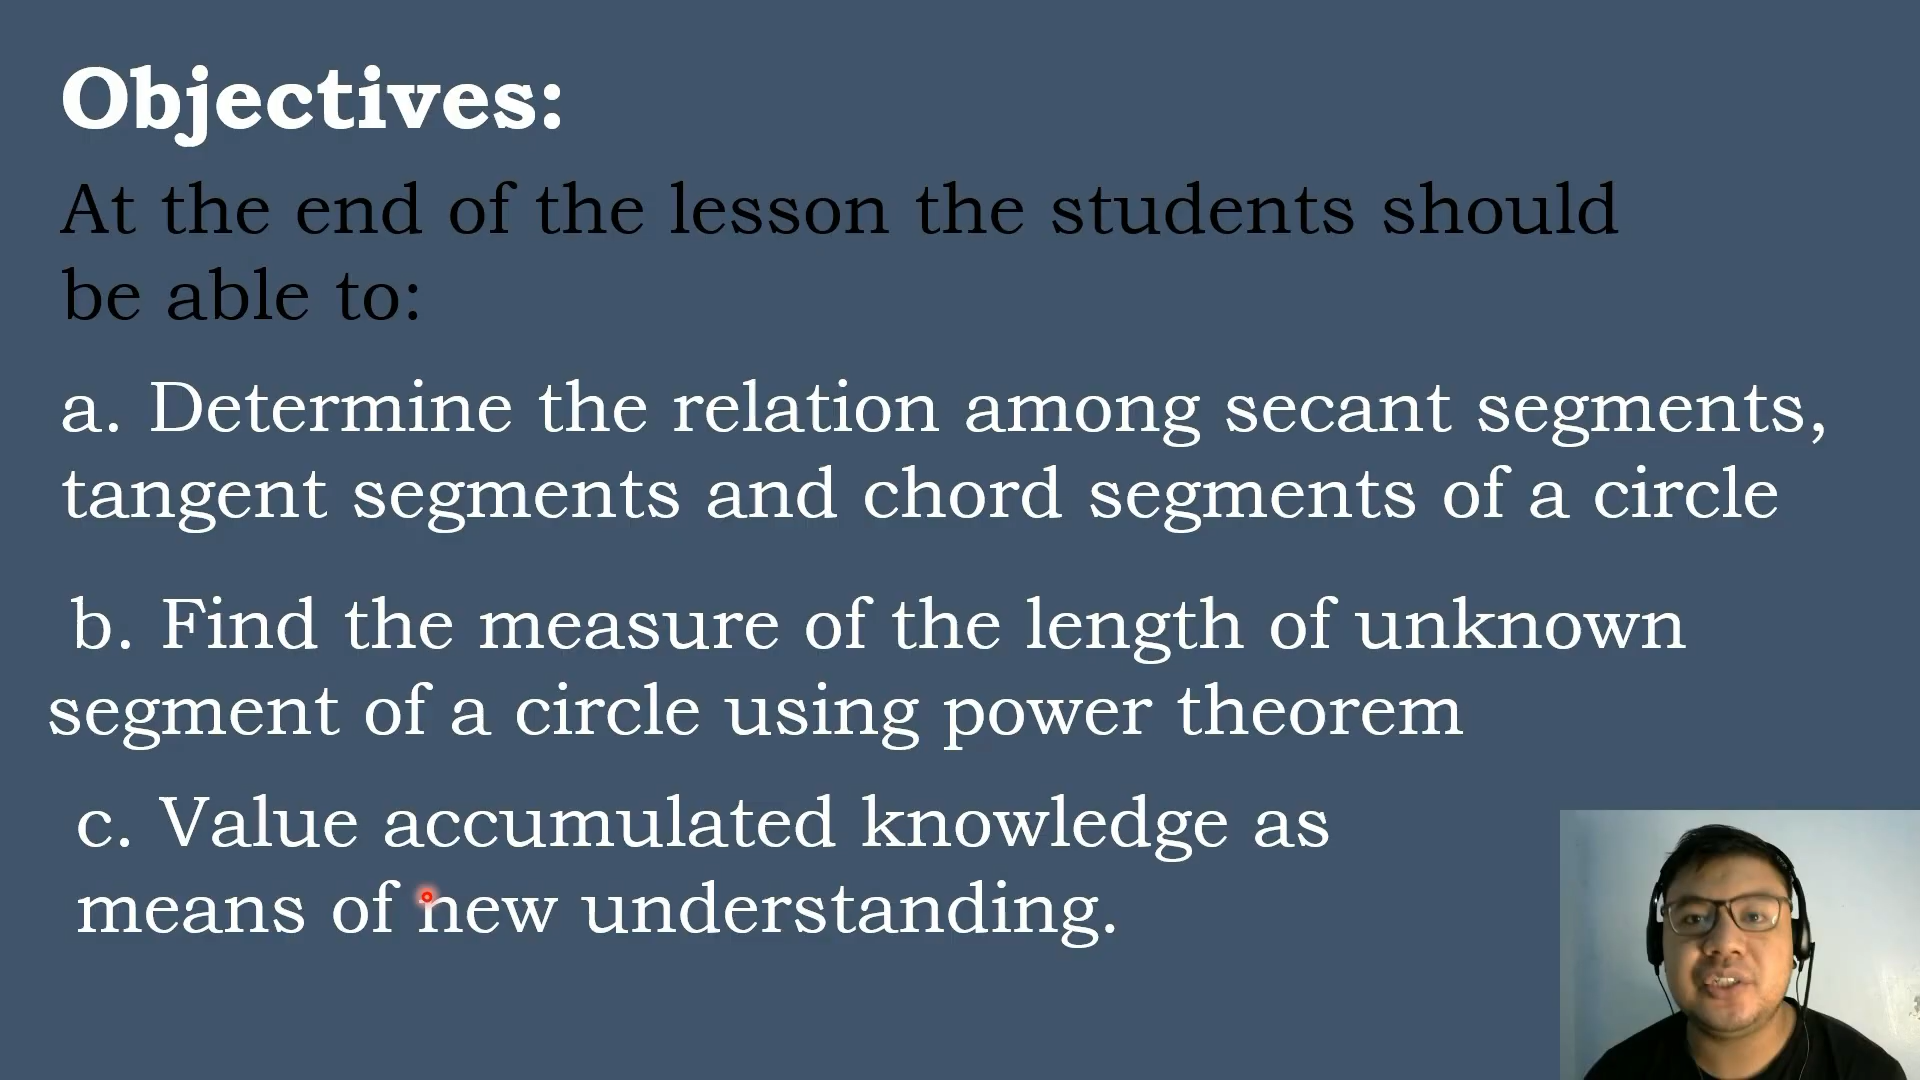 Objectives:
At the end of the lesson the students should
be able to:
a. Determine the relation among secant segments,
tangent segments and chord segments of a circle
b. Find the measure of the length of unknown
segment of a circle using power theorem
c. Value accumulated knowledge as
means of new understanding.